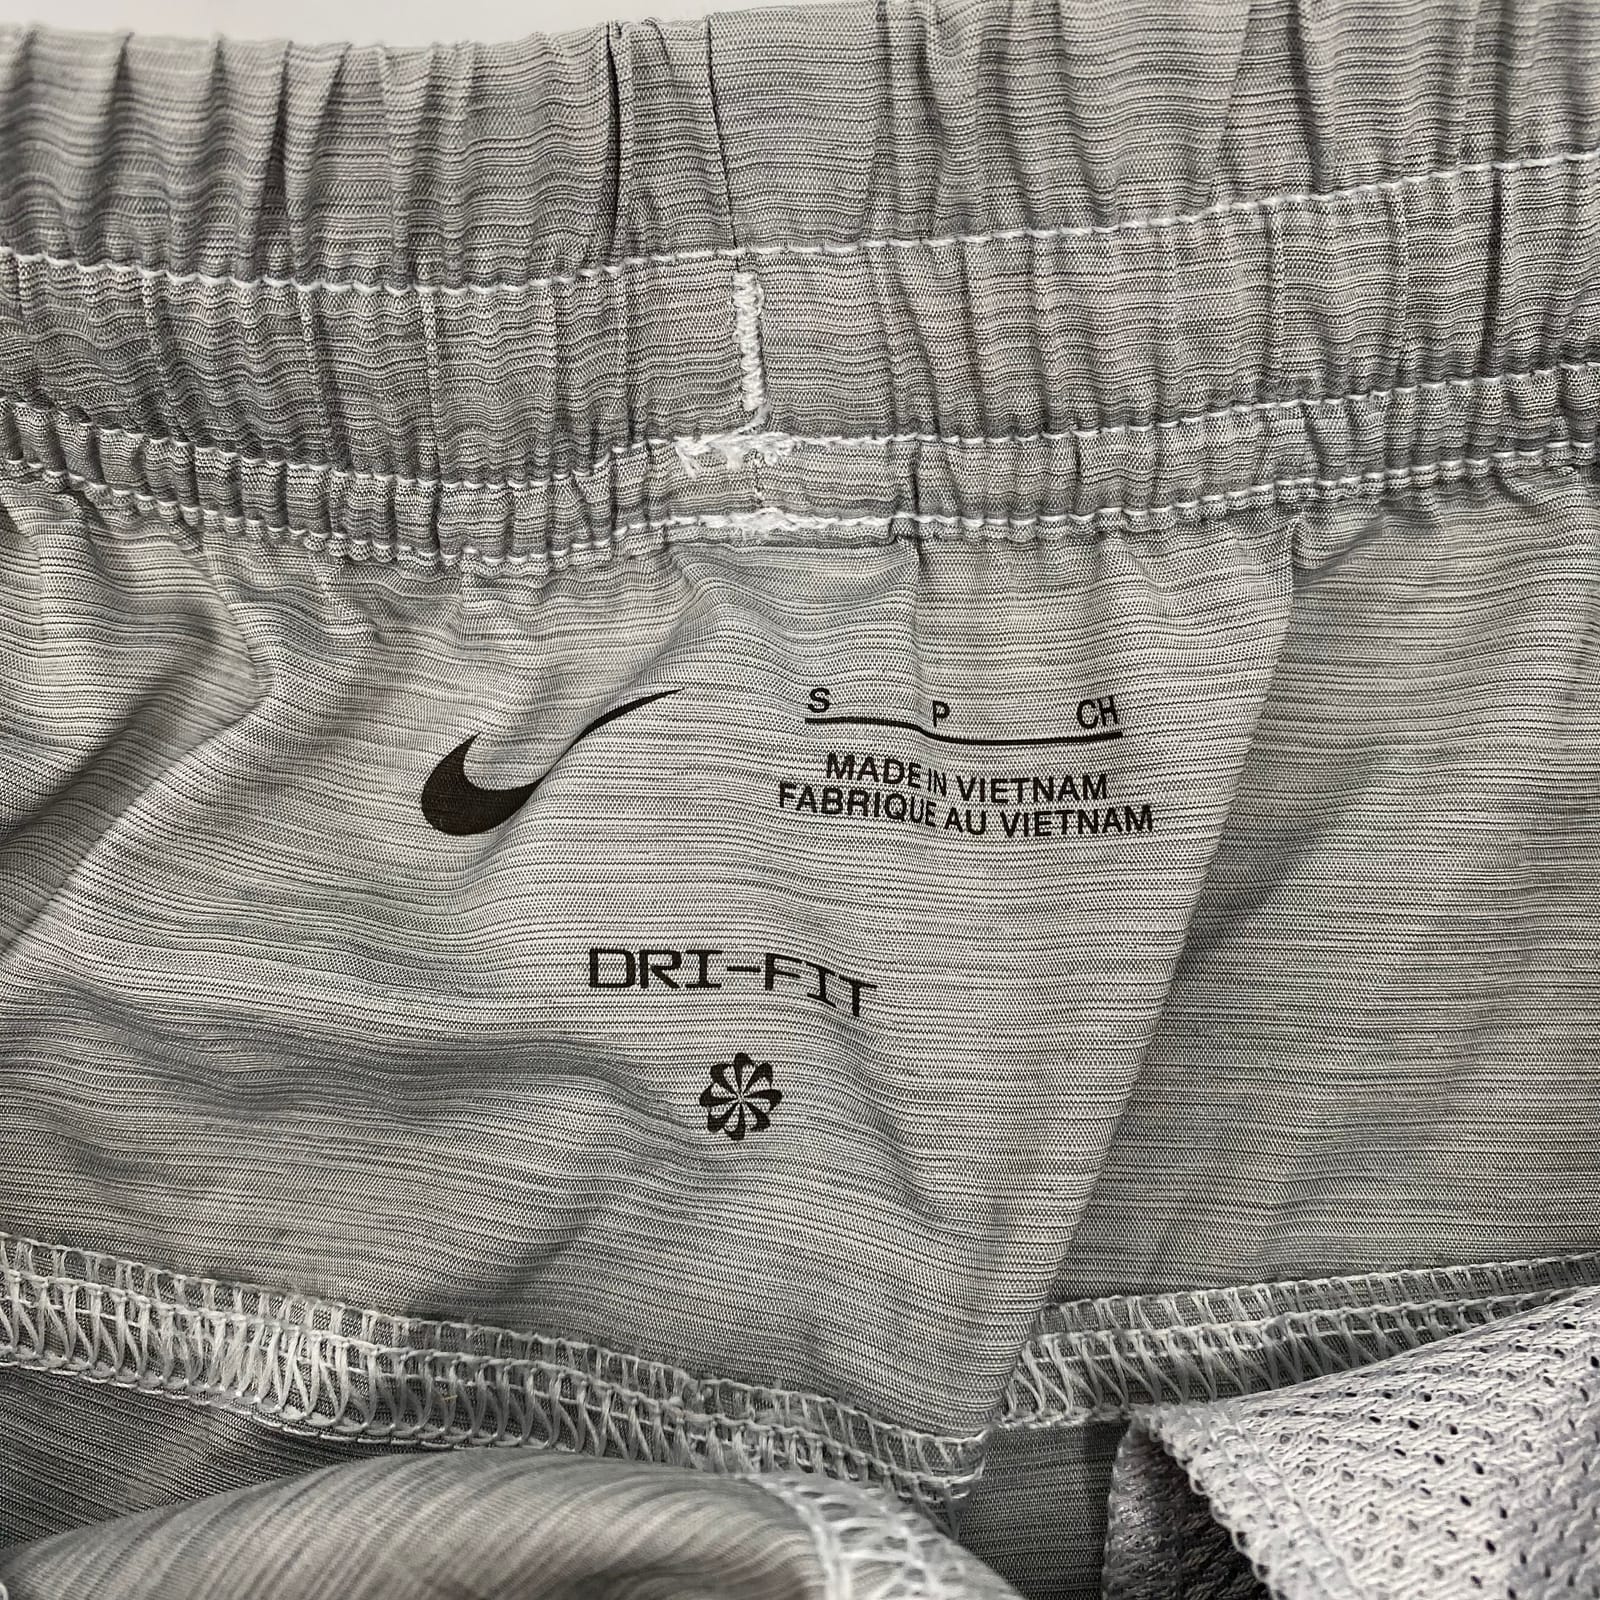 S P CH
MADE IN VIETNAM
FABRIQUE AU VIETNAM
DRI-FIT